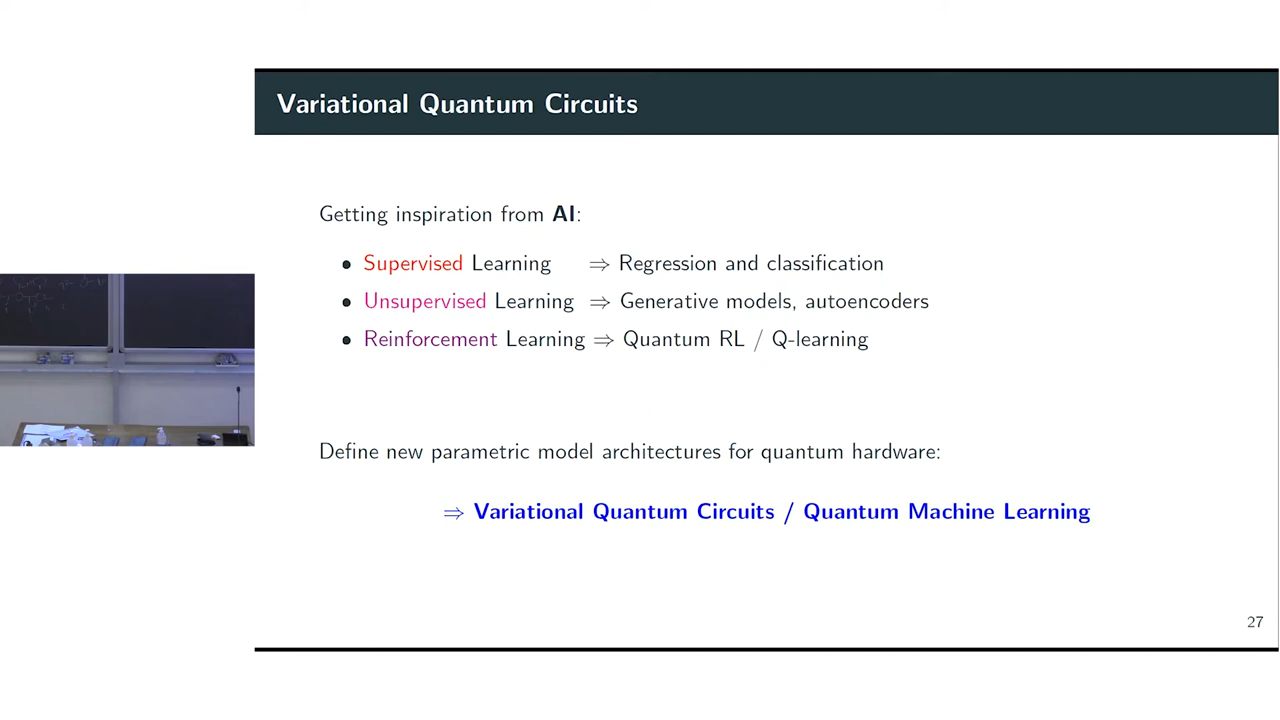 Variational Quantum Circuits
Getting inspiration from AI:
• Supervised Learning ⇒ Regression and classification
• Unsupervised Learning ⇒ Generative models, autoencoders
• Reinforcement Learning ⇒ Quantum RL / Q-learning
Define new parametric model architectures for quantum hardware:
⇒ Variational Quantum Circuits / Quantum Machine Learning
27